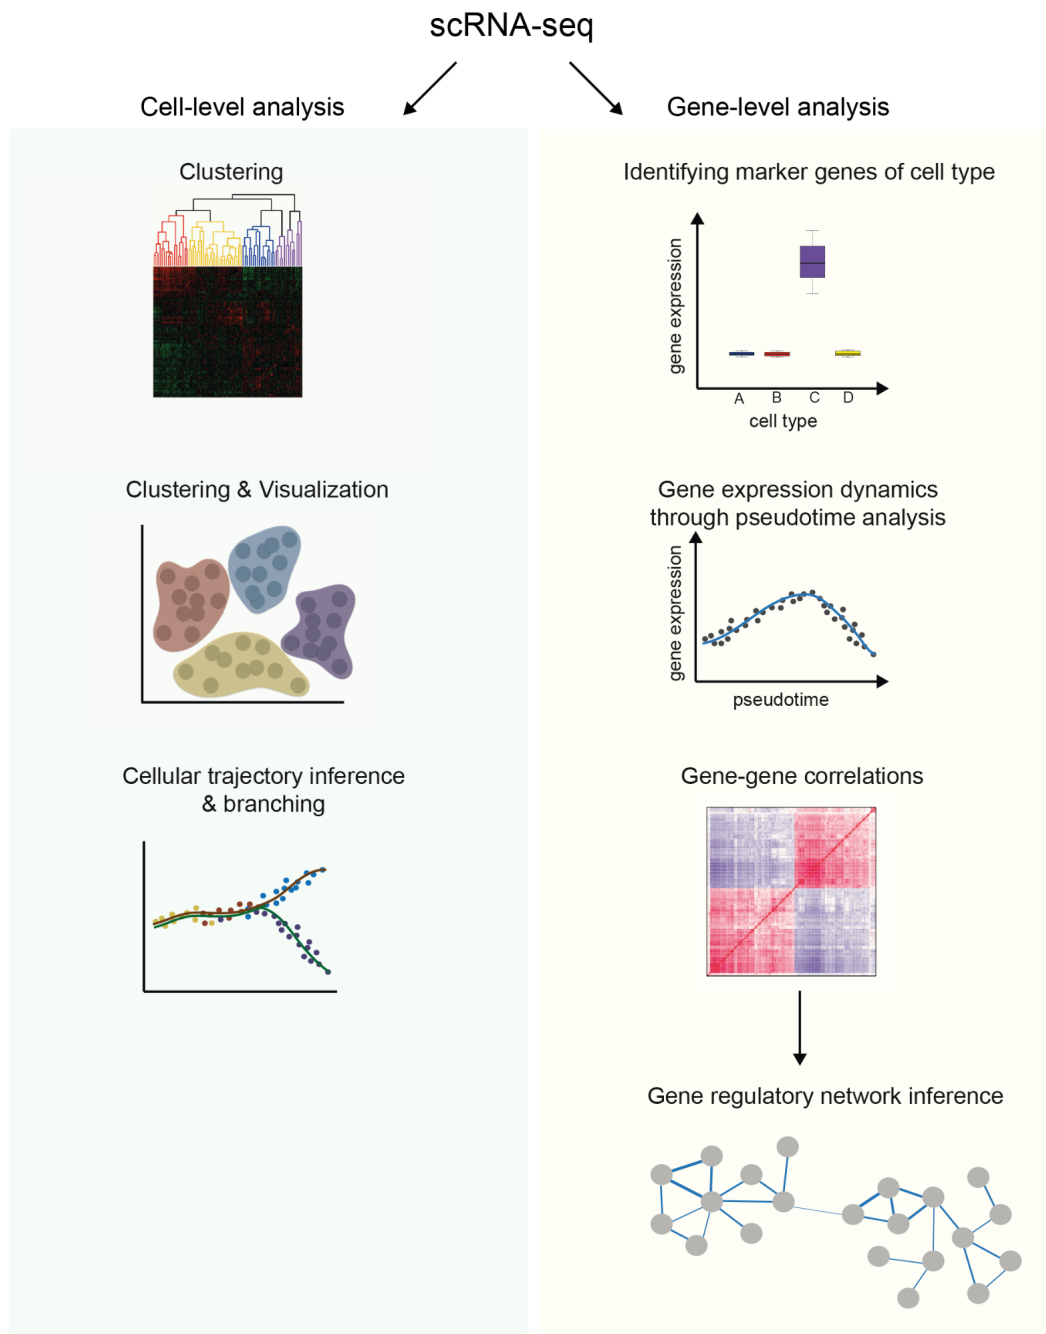 scRNA-seq
Cell-level analysis
Clustering
Clustering & Visualization
Cellular trajectory inference
& branching
Gene-level analysis
Identifying marker genes of cell type
gene expression
A B C D
cell type
Gene expression dynamics
through pseudotime analysis
gene expression
pseudotime
Gene-gene correlations
Gene regulatory network inference